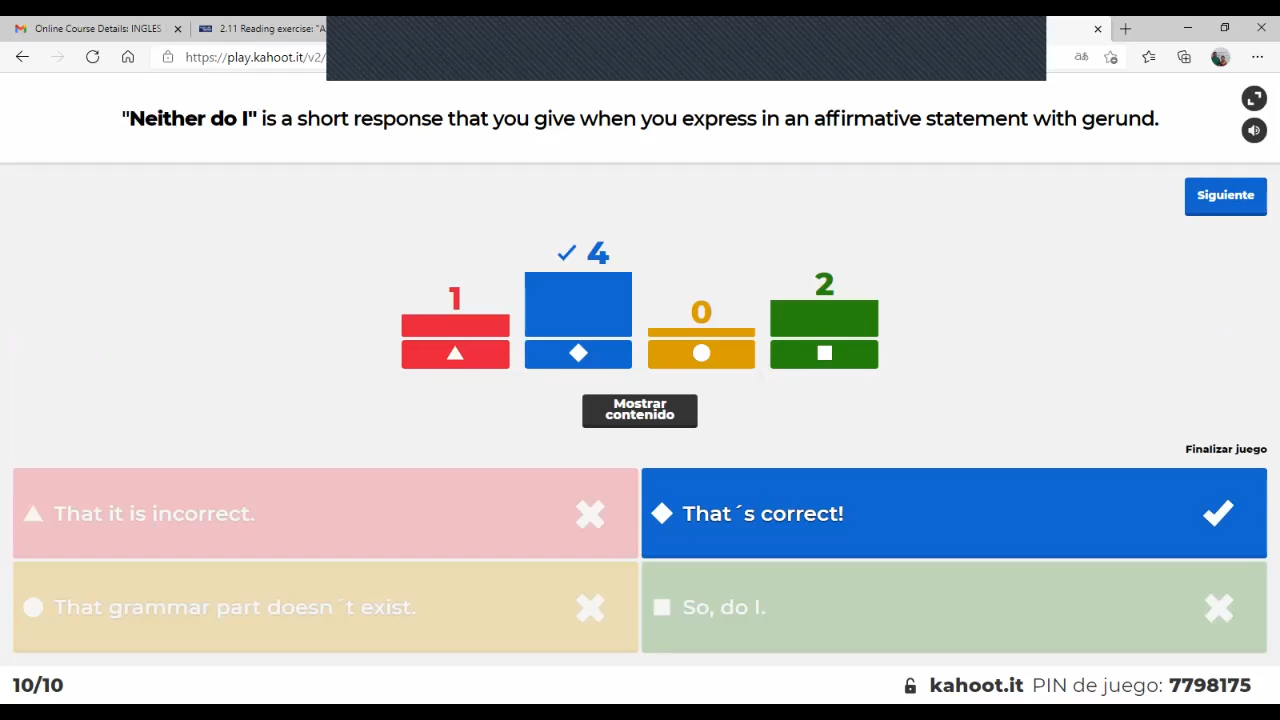 Online Course Details: INGLES
2.11 Reading exercise: "A
https://play.kahoot.it/v2/
"Neither do I" is a short response that you give when you express in an affirmative statement with gerund.
Siguiente
4
1
0
2
Mostrar
contenido
Finalizar juego
That it is incorrect.
That´s correct!
That grammar part doesn´t exist.
So, do I.
10/10
kahoot.it PIN de juego: 7798175